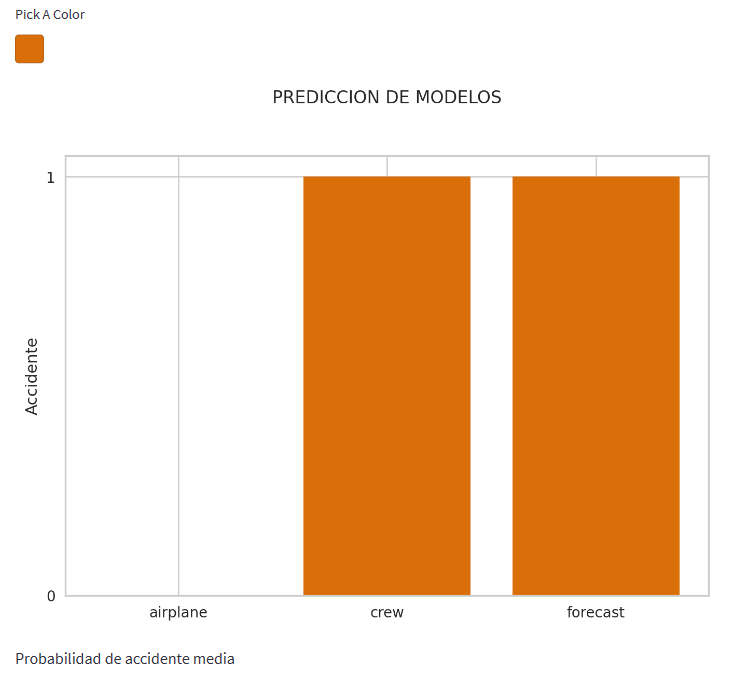 Pick A Color
PREDICCION DE MODELOS
1
Accidente
0
airplane crew forecast
Probabilidad de accidente media